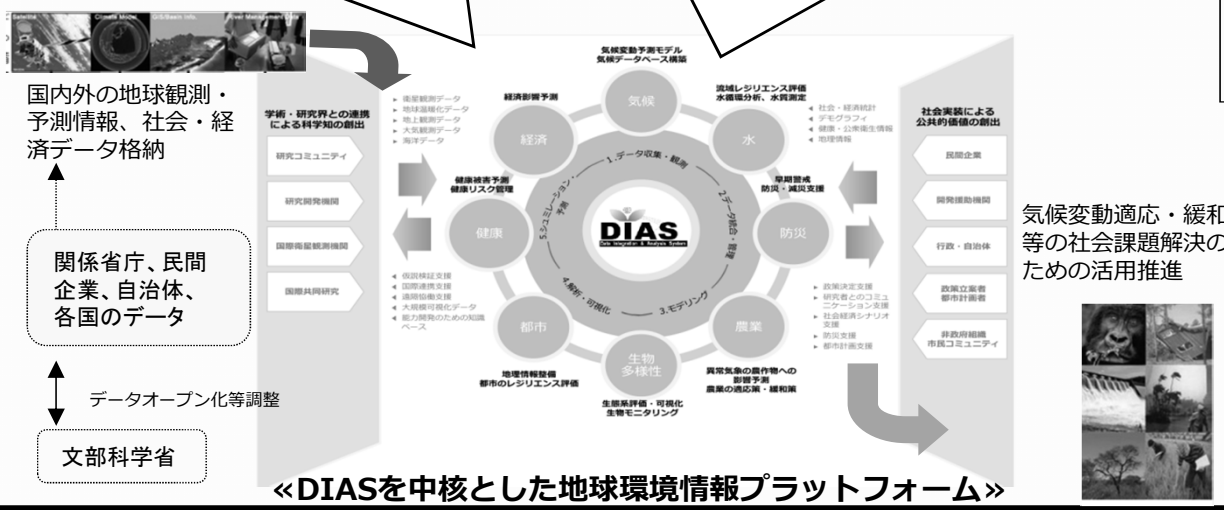 Satellite
Climate Model
GIS/Basin Info.
River Management Data
国内外の地球観測・
予測情報、社会・経
済データ格納
関係省庁、民間
企業、自治体、
各国のデータ
データオープン化等調整
文部科学省
学術・研究界との連携
による科学知の創出
研究コミュニティ
研究開発機関
国際衛星観測機関
国際共同研究
▶ 衛星観測データ
▶ 地球温暖化データ
▶ 地上観測データ
▶ 大気観測データ
▶ 海洋データ
◀ 仮説検証支援
◀ 国際連携支援
◀ 遠隔協働支援
◀ 大規模可視化データ
◀ 能力開発のための知識
ベース
気候変動予測モデル
気候データベース構築
気候
経済影響予測
経済
流域レジリエンス評価
水循環分析、水質測定
水
健康被害予測
健康リスク管理
健康
早期警戒
防災・減災支援
防災
都市
地理情報整備
都市のレジリエンス評価
生物
多様性
生態系評価・可視化
生物モニタリング
農業
異常気象の農作物への
影響予測
農業の適応策・緩和策
1.データ収集・観測
2.データ統合・管理
3.モデリング
4.解析・可視化
5.シュミレーション・
予測
DIAS
Data Integration & Analysis System
◀ 社会・経済統計
◀ デモグラフィ
◀ 健康・公衆衛生情報
◀ 地理情報
▶ 政策決定支援
▶ 研究者とのコミュ
ニケーション支援
▶ 社会経済シナリオ
支援
▶ 防災支援
▶ 都市計画支援
社会実装による
公共的価値の創出
民間企業
開発援助機関
行政・自治体
政策立案者
都市計画者
非政府組織
市民コミュニティ
気候変動適応・緩和
等の社会課題解決の
ための活用推進
«DIASを中核とした地球環境情報プラットフォーム»